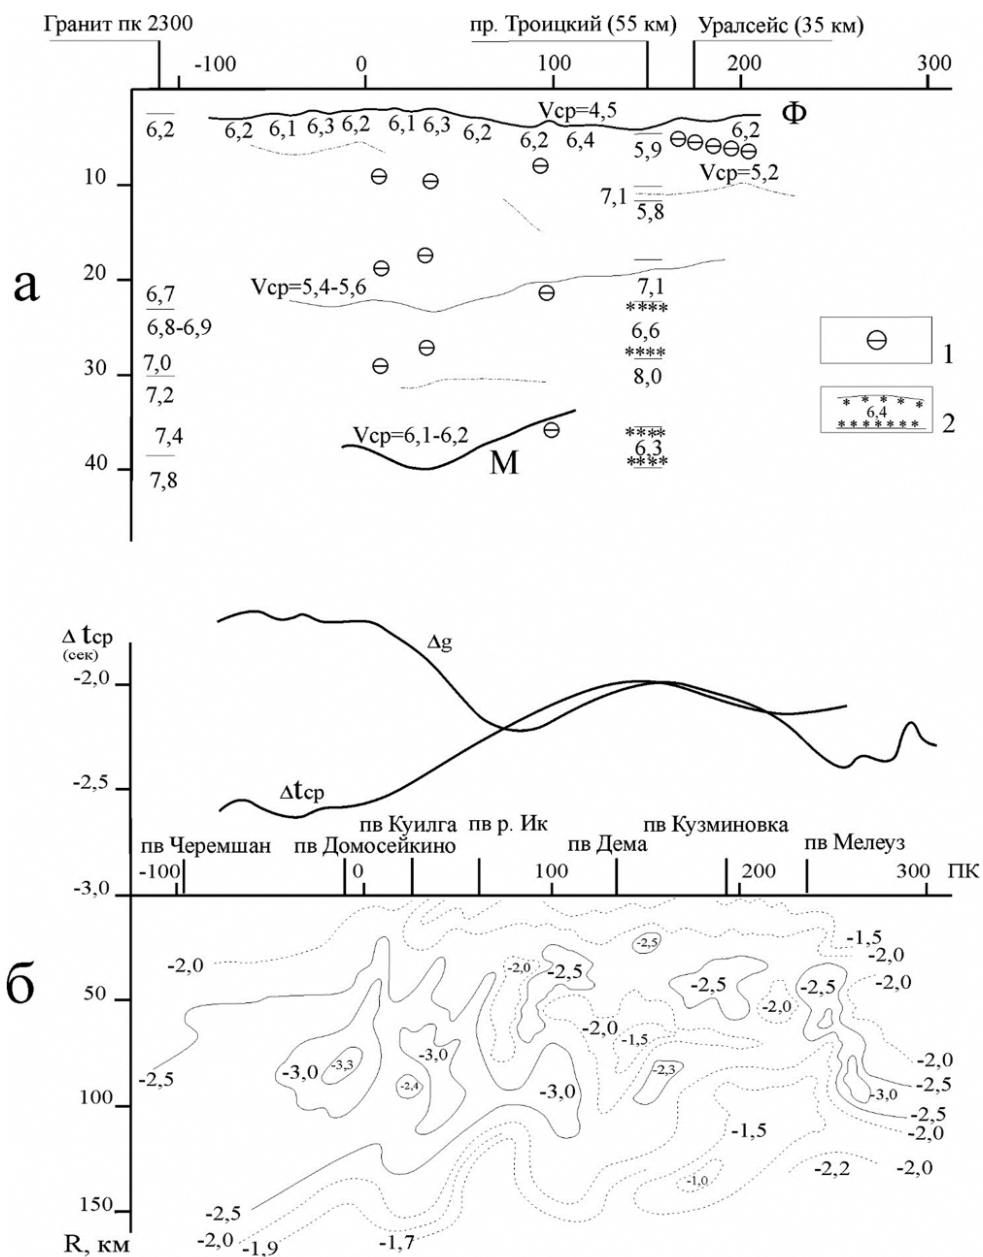 Гранит пк 2300
пр. Троицкий (55 км)
Уралсейс (35 км)
-100 0 100 200 300
Vср=4,5
Ф
6,2 6,2 6,1 6,3 6,2 6,1 6,3 6,2 6,2 6,4 5,9 6,2
Vср=5,2
10
7,1
5,8
а
20
Vср=5,4-5,6
7,1
6,7
6,8-6,9
6,6
1
7,0
30
8,0
7,2
6,4
2
7,4
Vср=6,1-6,2
6,3
М
40
7,8
Δ tср
(сек)
Δg
-2,0
-2,5
Δtср
пв Куилга пв р. Ик пв Кузминовка
пв Черемшан пв Домосейкино пв Дема пв Мелеуз
-100 0 100 200 300 ПК
-3,0
б
-2,0 -2,0 -2,5 -2,5 -1,5
-2,0
-2,5 -2,0 -2,5 -2,0
50
-2,0
-1,5
-3,0 -3,3 -3,0 -2,0
-2,5 -2,4 -3,0 -2,3 -3,0 -2,5
100
-2,5
-1,5 -2,0
-2,2 -2,0
-1,0
150
-2,5
R, км
-2,0 -1,9 -1,7